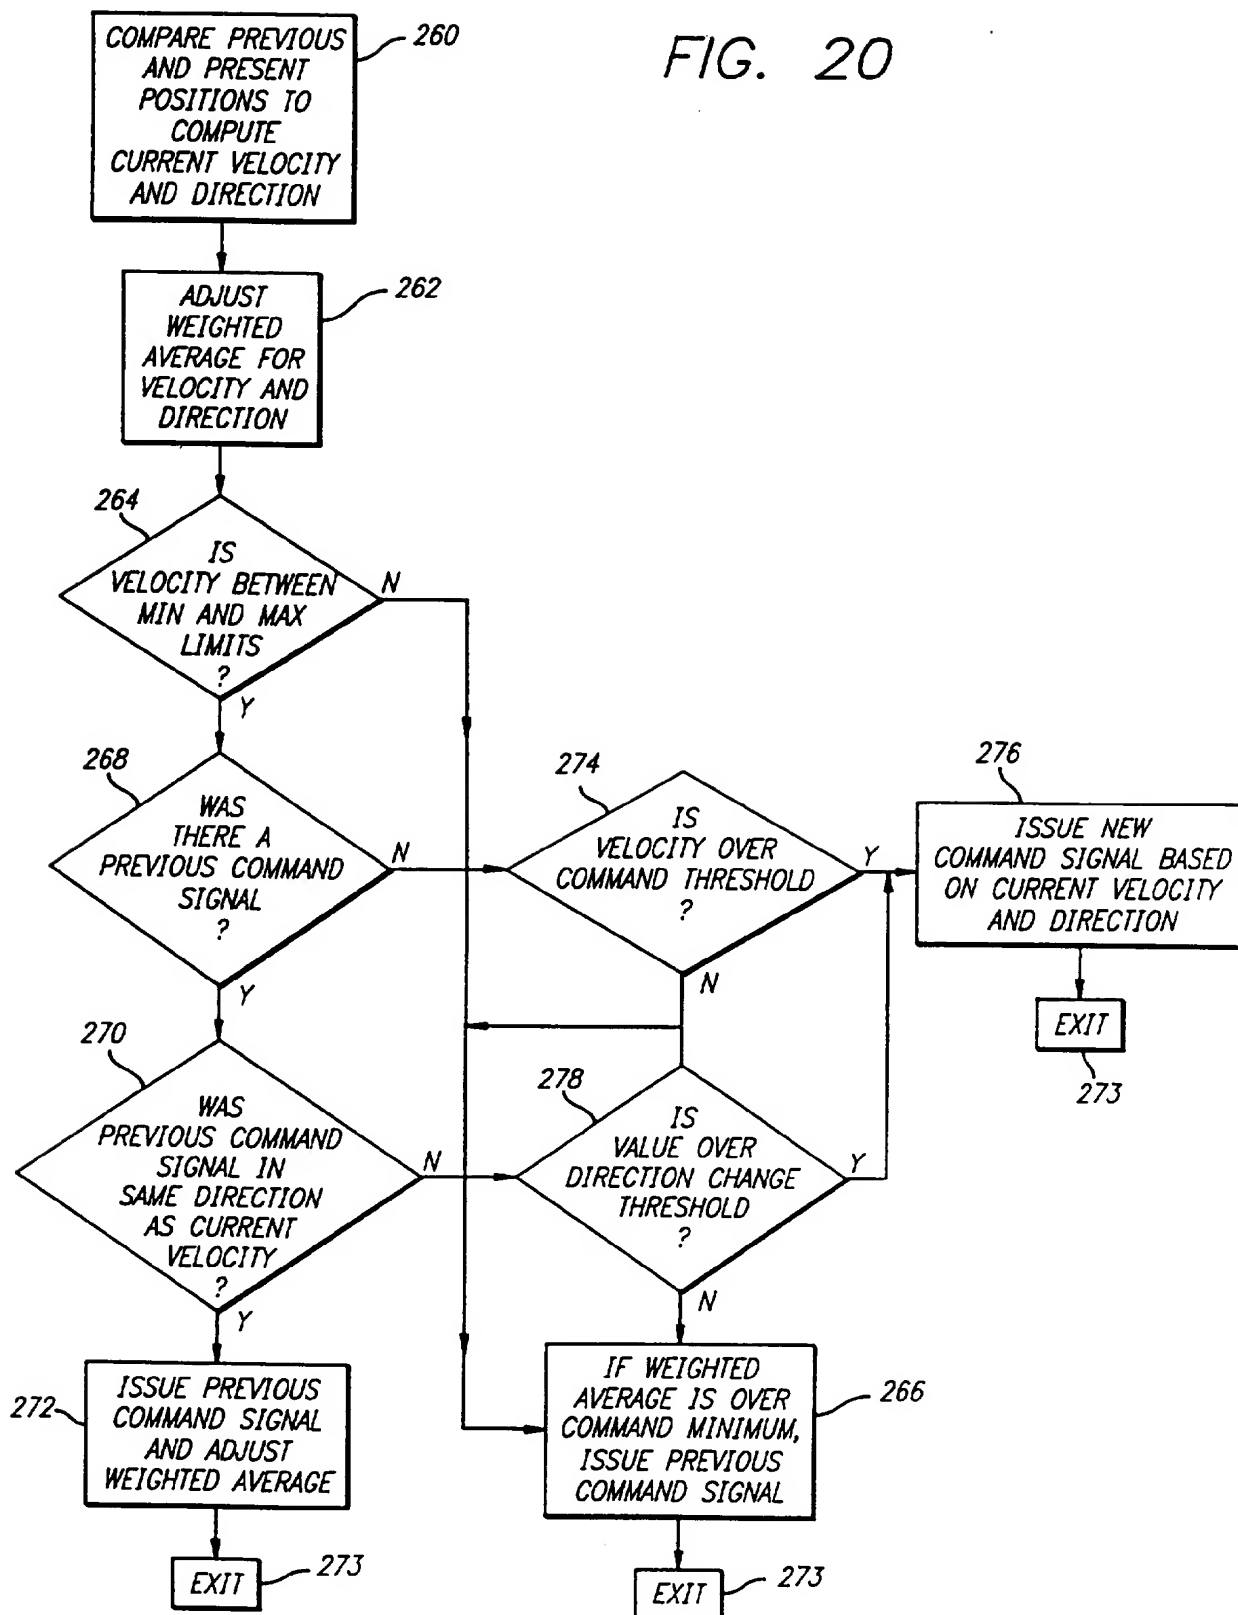 FIG. 20
COMPARE PREVIOUS
AND PRESENT
POSITIONS TO
COMPUTE
CURRENT VELOCITY
AND DIRECTION
260
ADJUST
WEIGHTED
AVERAGE FOR
VELOCITY AND
DIRECTION
262
264
IS
VELOCITY BETWEEN
MIN AND MAX
LIMITS
?
N
Y
268
WAS
THERE A
PREVIOUS COMMAND
SIGNAL
?
N
Y
274
IS
VELOCITY OVER
COMMAND THRESHOLD
?
Y
N
276
ISSUE NEW
COMMAND SIGNAL BASED
ON CURRENT VELOCITY
AND DIRECTION
EXIT
273
270
WAS
PREVIOUS COMMAND
SIGNAL IN
SAME DIRECTION
AS CURRENT
VELOCITY
?
N
Y
278
IS
VALUE OVER
DIRECTION CHANGE
THRESHOLD
?
Y
N
272
ISSUE PREVIOUS
COMMAND SIGNAL
AND ADJUST
WEIGHTED AVERAGE
EXIT
273
IF WEIGHTED
AVERAGE IS OVER
COMMAND MINIMUM,
ISSUE PREVIOUS
COMMAND SIGNAL
266
EXIT
273